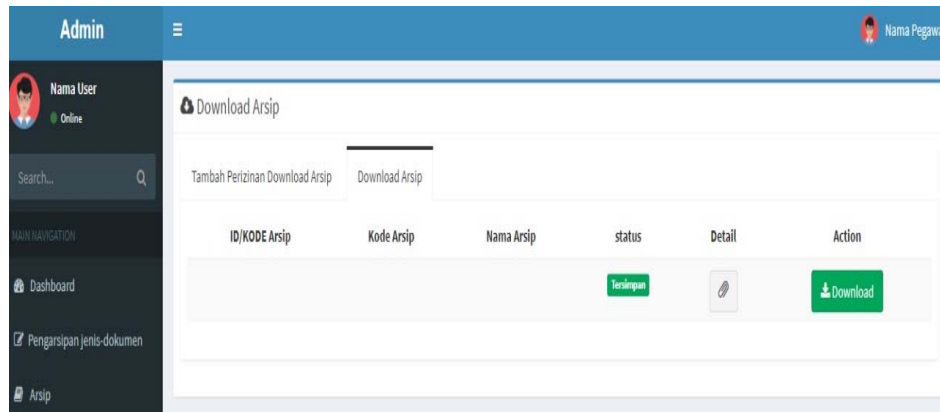 Admin
Nama Pegawa
Nama User
Online
Search...
MAIN NAVIGATION
Dashboard
Pengarsipan jenis-dokumen
Arsip
Download Arsip
Tambah Perizinan Download Arsip Download Arsip
ID/KODE Arsip Kode Arsip Nama Arsip status Detail Action
Tersimpan Download